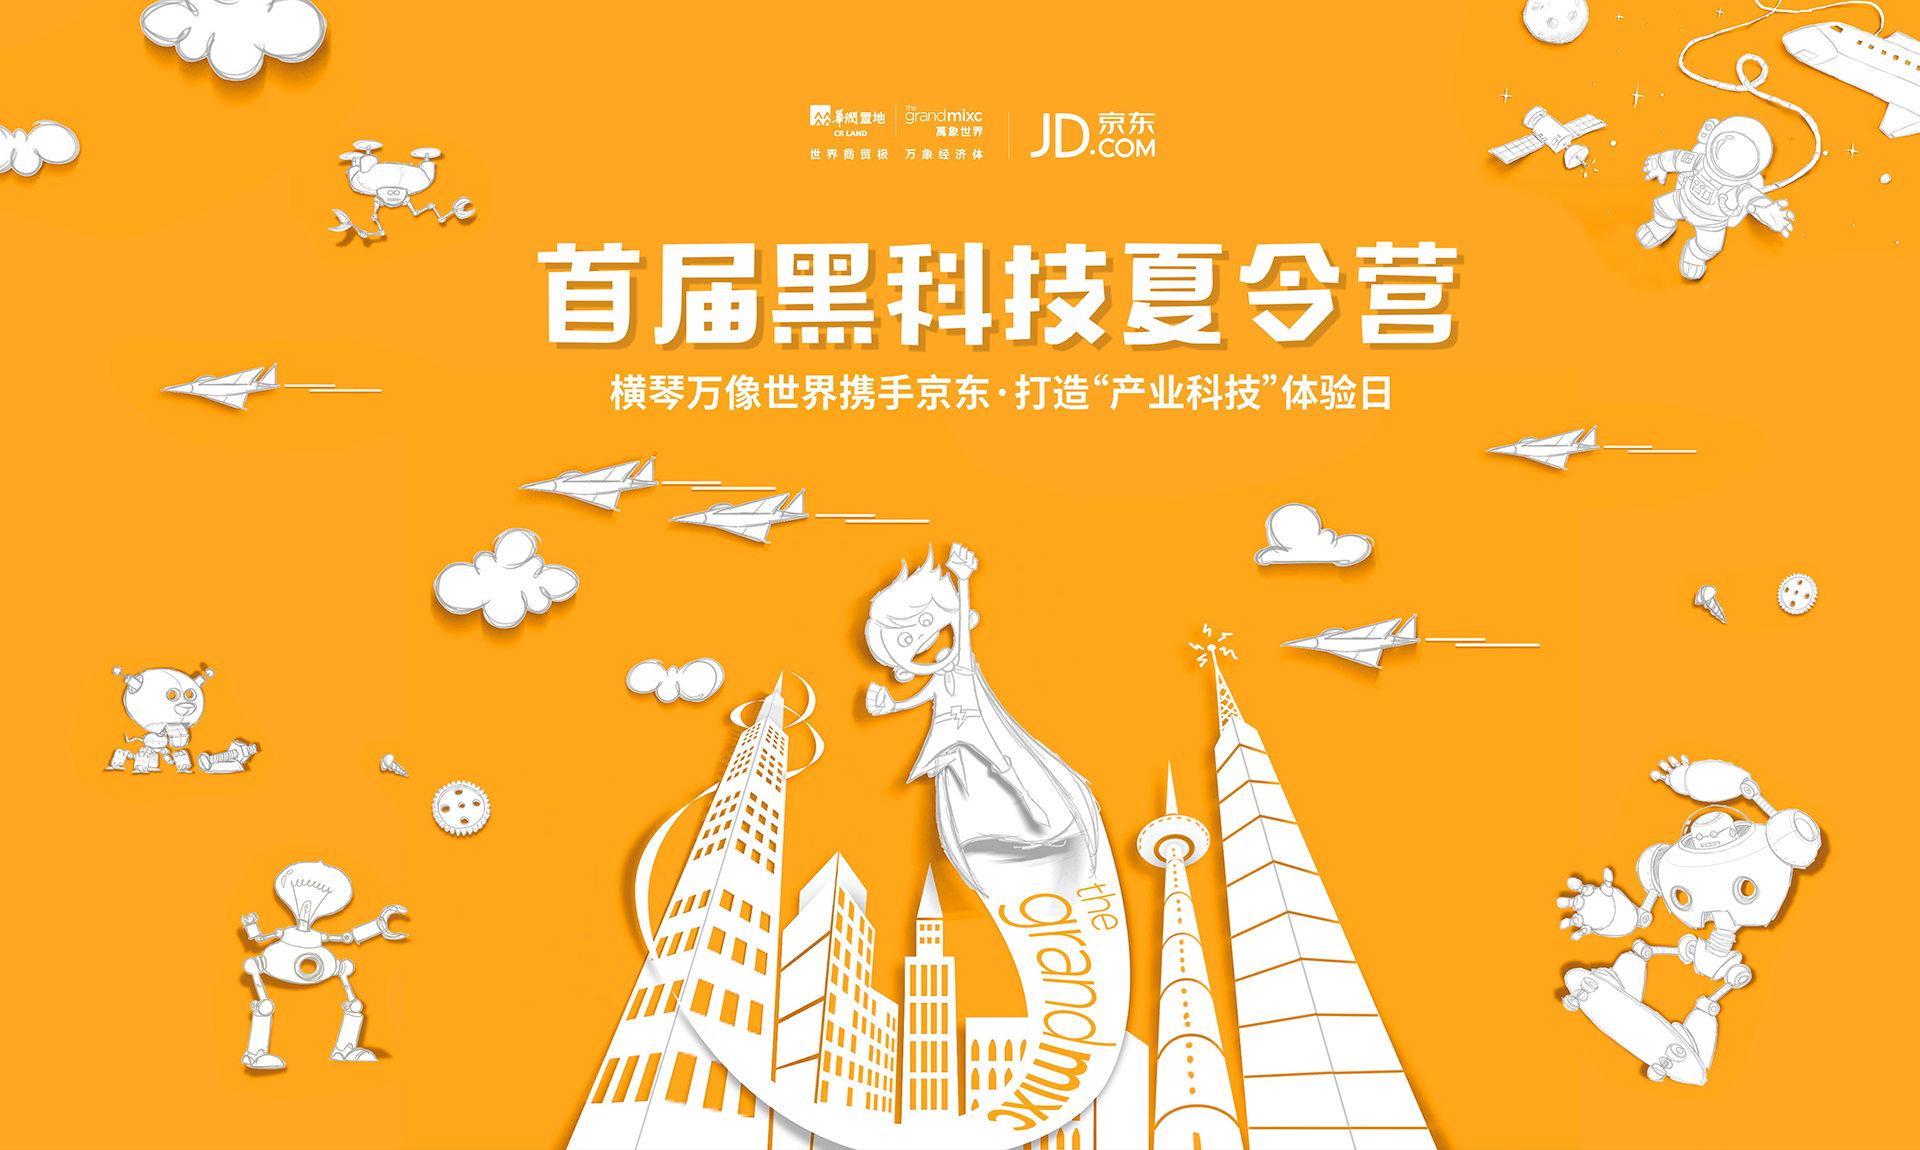 華潤置地
CR LAND
the
grandmixc
萬象世界
世界商贸极 万象经济体
JD.京东
.COM
首届黑科技夏令营
横琴万像世界携手京东·打造“产业科技”体验日
the
grandmixc